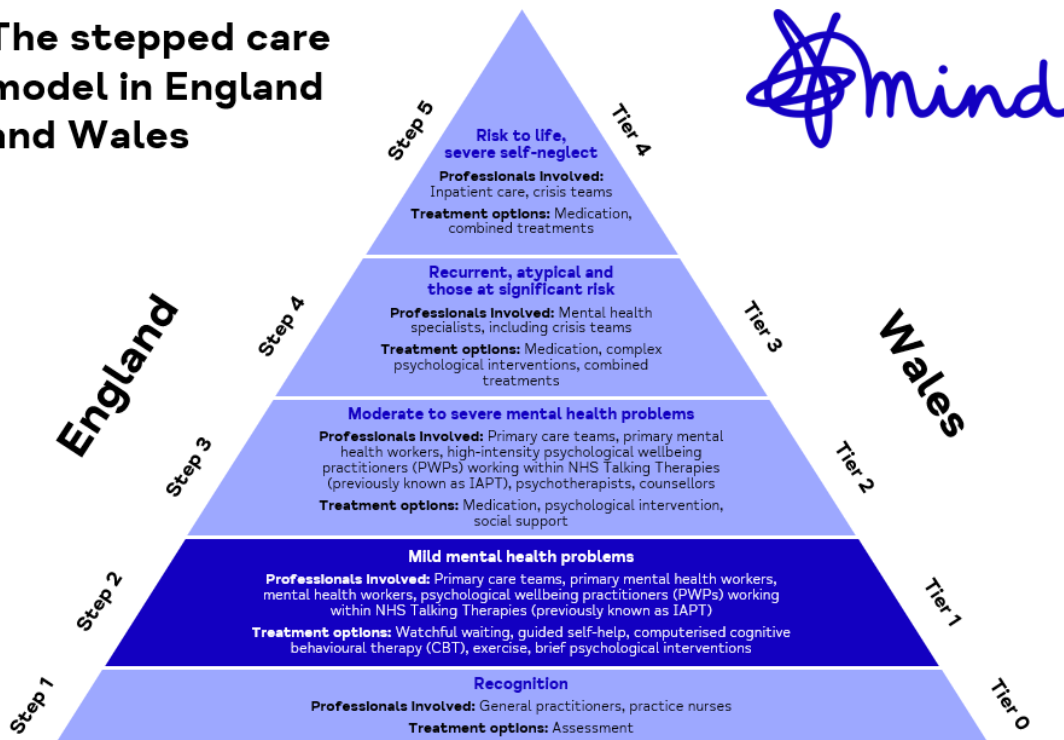 The stepped care
model in England
and Wales
mind
England
Wales
Step 5
Tier 4
Risk to life,
severe self-neglect
Professionals involved:
Inpatient care, crisis teams
Treatment options: Medication,
combined treatments
Step 4
Tier 3
Recurrent, atypical and
those at significant risk
Professionals involved: Mental health
specialists, including crisis teams
Treatment options: Medication, complex
psychological interventions, combined
treatments
Step 3
Tier 2
Moderate to severe mental health problems
Professionals involved: Primary care teams, primary mental
health workers, high-intensity psychological wellbeing
practitioners (PWPs) working within NHS Talking Therapies
(previously known as IAPT), psychotherapists, counsellors
Treatment options: Medication, psychological intervention,
social support
Step 2
Tier 1
Mild mental health problems
Professionals involved: Primary care teams, primary mental health workers,
mental health workers, psychological wellbeing practitioners (PWPs) working
within NHS Talking Therapies (previously known as IAPT)
Treatment options: Watchful waiting, guided self-help, computerised cognitive
behavioural therapy (CBT), exercise, brief psychological interventions
Step 1
Tier 0
Recognition
Professionals involved: General practitioners, practice nurses
Treatment options: Assessment